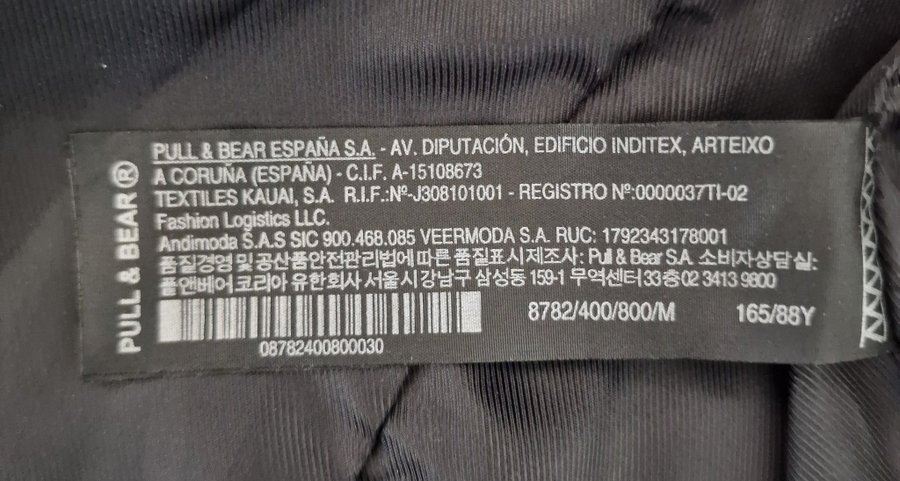 PULL & BEAR®
PULL & BEAR ESPAÑA S.A. - AV. DIPUTACIÓN, EDIFICIO INDITEX, ARTEIXO
A CORUÑA (ESPAÑA) - C.I.F. A-15108673
TEXTILES KAUAI, S.A. R.I.F.:Nº-J308101001 - REGISTRO Nº:0000037TI-02
Fashion Logistics LLC.
Andimoda S.A.S SIC 900.468.085 VEERMODA S.A. RUC: 1792343178001
품질경영 및 공산품안전관리법에 따른 품질표시제조사: Pull & Bear S.A. 소비자상담 실:
풀앤베어 코리아 유한회사 서울시 강남구 삼성동 159-1 무역센터 33층 02 3413 9800
8782/400/800/M 165/88Y
08782400800030